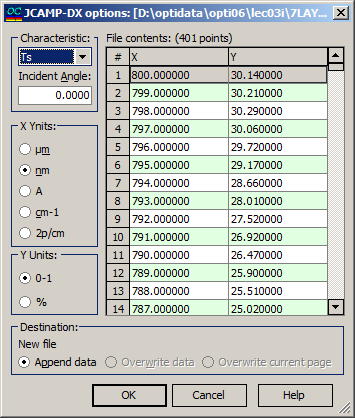 OC JCAMP-DX options: [D:\optidata\opti06\lec03i\7LAY...
Characteristic:
Ts
Incident Angle:
0.0000
X Ynits:
µm
nm
A
cm-1
2p/cm
Y Units:
0-1
%
File contents: (401 points)
# X Y
1 800.000000 30.140000
2 799.000000 30.210000
3 798.000000 30.290000
4 797.000000 30.060000
5 796.000000 29.720000
6 795.000000 29.170000
7 794.000000 28.660000
8 793.000000 28.010000
9 792.000000 27.520000
10 791.000000 26.920000
11 790.000000 26.470000
12 789.000000 25.900000
13 788.000000 25.510000
14 787.000000 25.020000
Destination:
New file
Append data Overwrite data Overwrite current page
OK Cancel Help